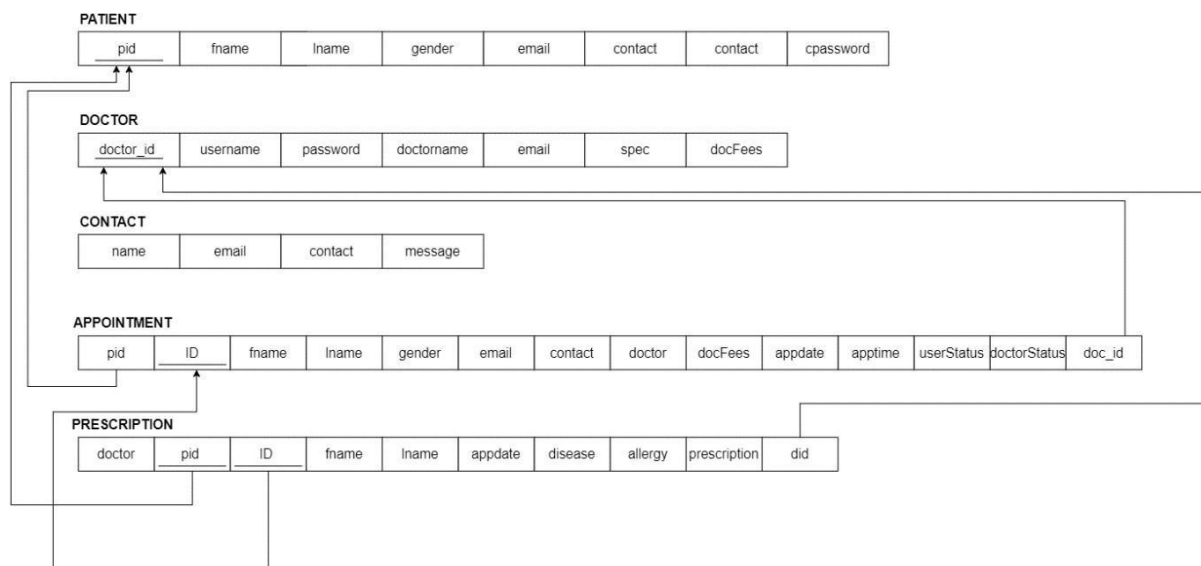 PATIENT
pid fname lname gender email contact contact cpassword
DOCTOR
doctor_id username password doctorname email spec docFees
CONTACT
name email contact message
APPOINTMENT
pid ID fname lname gender email contact doctor docFees appdate apptime userStatus doctorStatus doc_id
PRESCRIPTION
doctor pid ID fname lname appdate disease allergy prescription did